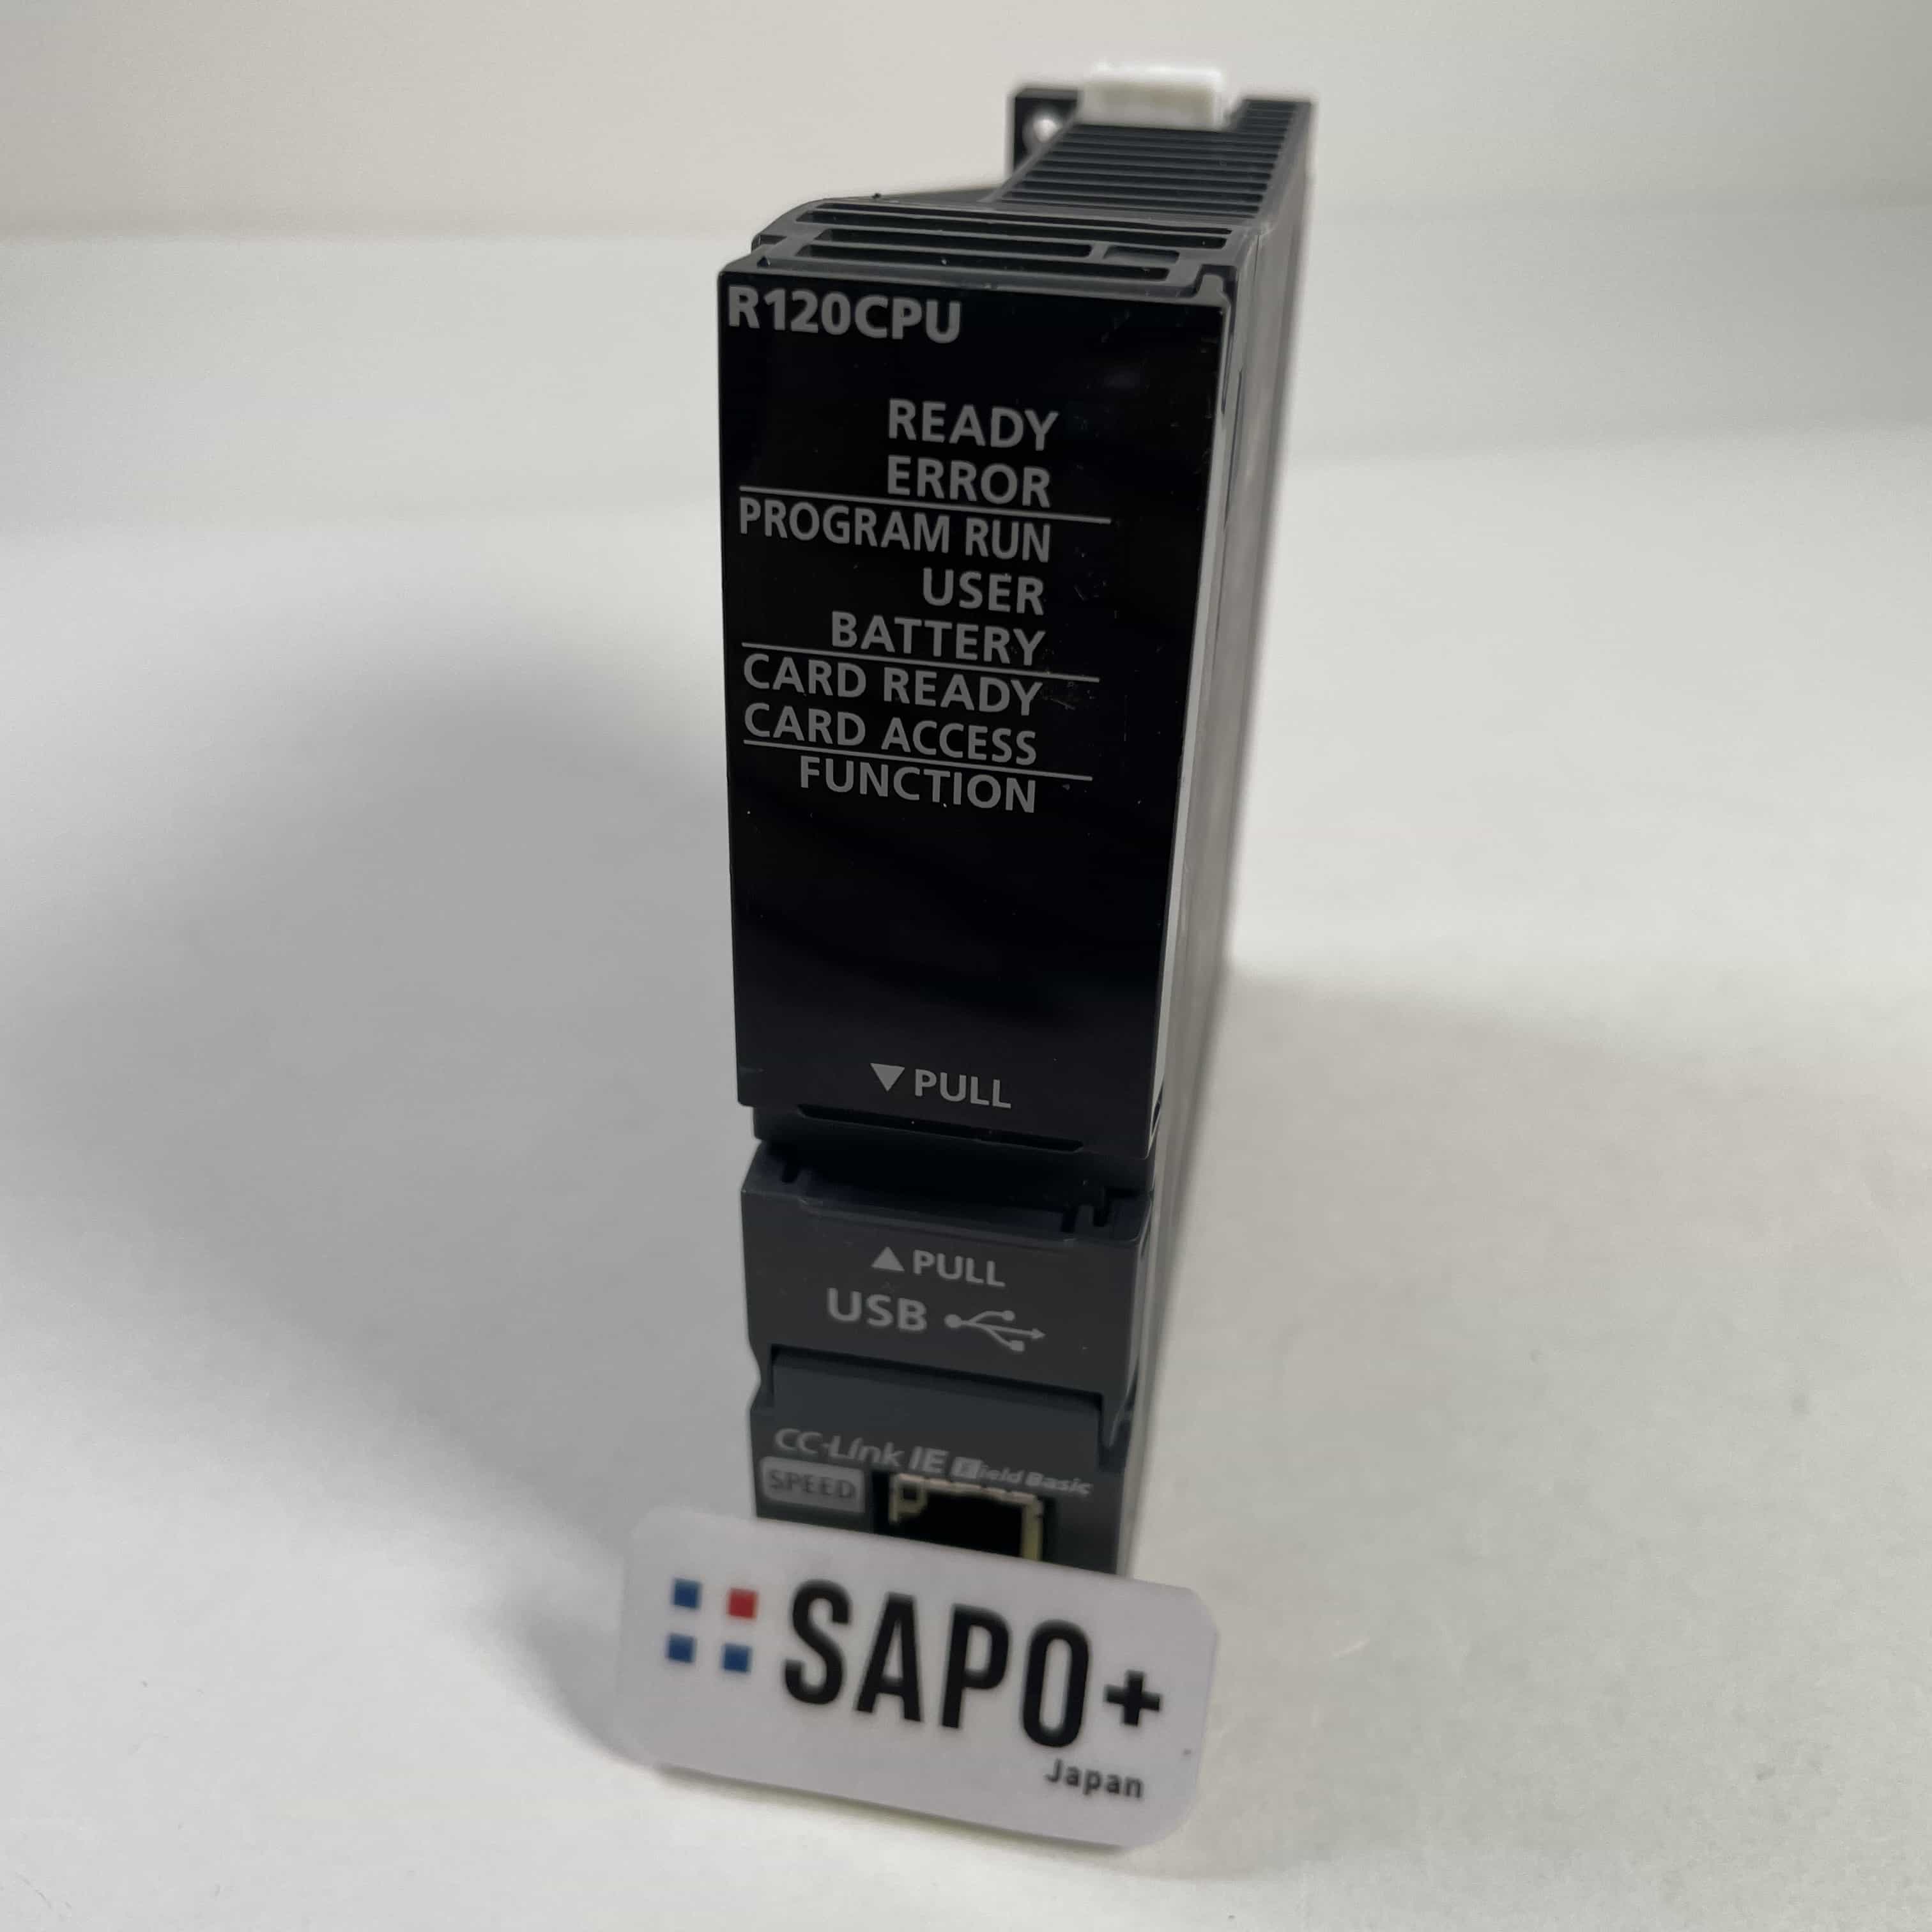 R120CPU
READY
ERROR
PROGRAM RUN
USER
BATTERY
CARD READY
CARD ACCESS
FUNCTION
▼PULL
▲PULL
USB
CC-Link IE Field Basic
SPEED
P
SAPO+
Japan